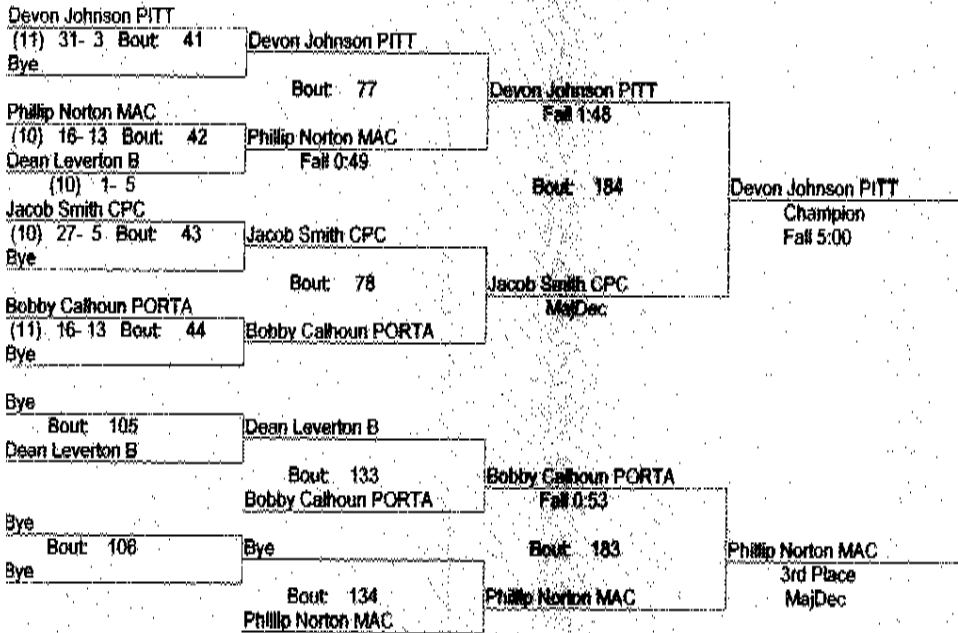 Devon Johnson PITT
(11) 31- 3 Bout: 41
Bye
Devon Johnson PITT
Bout: 77
Phillip Norton MAC
(10) 16- 13 Bout: 42
Dean Leverton B
(10) 1- 5
Phillip Norton MAC
Fall 0:49
Devon Johnson PITT
Fall 1:48
Jacob Smith CPC
(10) 27- 5 Bout: 43
Bye
Jacob Smith CPC
Bout: 78
Bobby Calhoun PORTA
(11) 16- 13 Bout: 44
Bye
Bobby Calhoun PORTA
Jacob Smith CPC
MajDec
Bout: 184
Devon Johnson PITT
Champion
Fall 5:00
Bye
Bout: 105
Dean Leverton B
Dean Leverton B
Bout: 133
Bobby Calhoun PORTA
Bobby Calhoun PORTA
Fall 0:53
Bye
Bout: 106
Bye
Bye
Bout: 134
Phillip Norton MAC
Phillip Norton MAC
Bout: 183
Phillip Norton MAC
3rd Place
MajDec